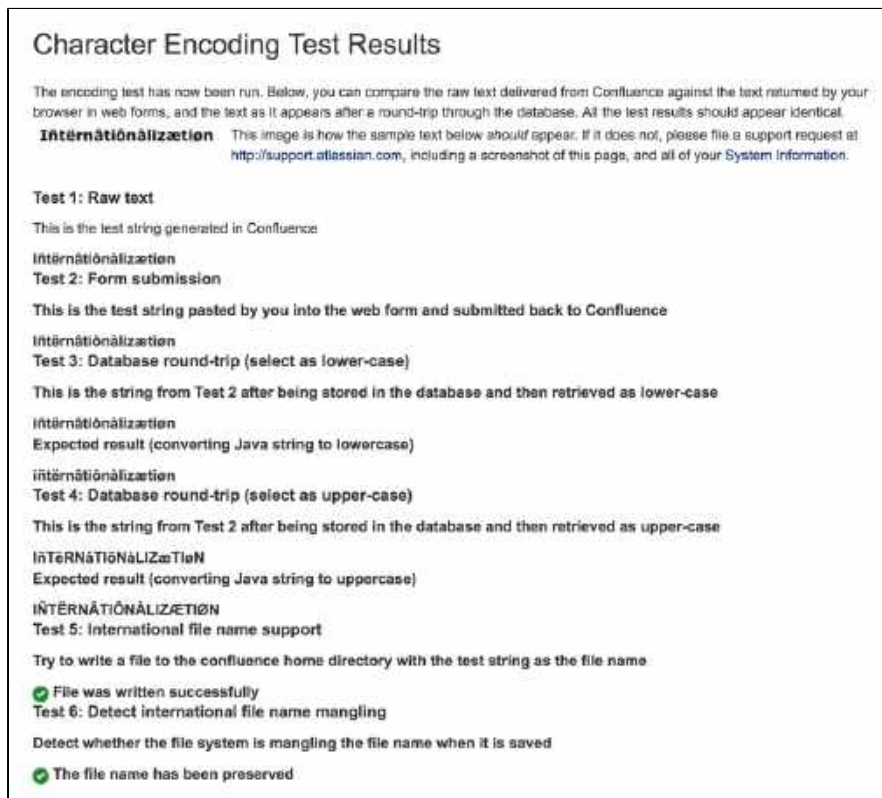 Character Encoding Test Results
The encoding test has now been run. Below, you can compare the raw text delivered from Confluence against the text returned by your
browser in web forms, and the text as it appears after a round-trip through the database. All the test results should appear identical.
Iñtërnâtiônàlizætiøn This image is how the sample text below should appear. If it does not, please file a support request at
http://support.atlassian.com, including a screenshot of this page, and all of your System Information.
Test 1: Raw text
This is the test string generated in Confluence
Iñtërnâtiônàlizætiøn
Test 2: Form submission
This is the test string pasted by you into the web form and submitted back to Confluence
Iñtërnâtiônàlizætiøn
Test 3: Database round-trip (select as lower-case)
This is the string from Test 2 after being stored in the database and then retrieved as lower-case
iñtërnâtiônàlizætiøn
Expected result (converting Java string to lowercase)
iñtërnâtiônàlizætiøn
Test 4: Database round-trip (select as upper-case)
This is the string from Test 2 after being stored in the database and then retrieved as upper-case
IñTëRNâTIôNàLIZæTIøN
Expected result (converting Java string to uppercase)
IÑTËRNÂTIÔNÀLIZÆTIØN
Test 5: International file name support
Try to write a file to the confluence home directory with the test string as the file name
File was written successfully
Test 6: Detect international file name mangling
Detect whether the file system is mangling the file name when it is saved
The file name has been preserved